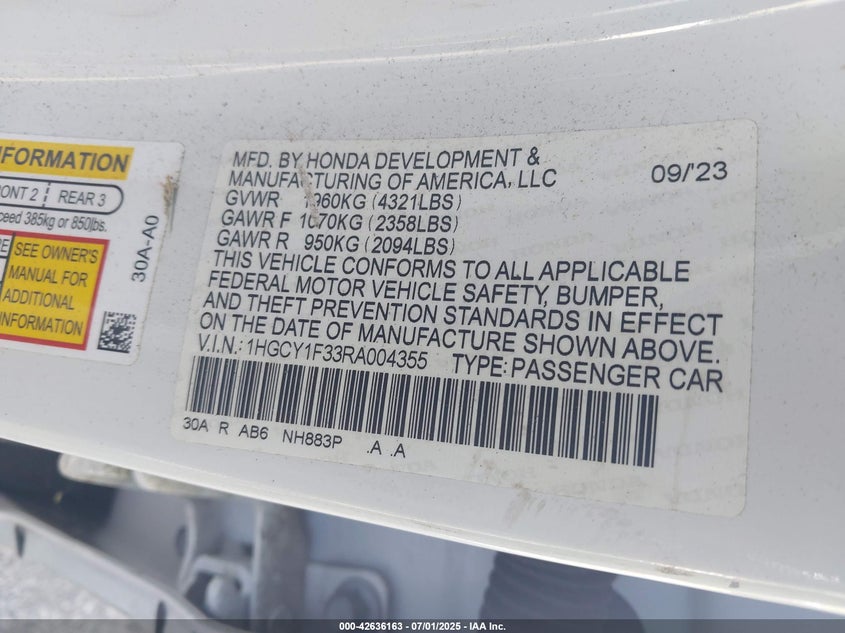 NFORMATION
ONT 2 | REAR 3
ceed 385kg or 850lbs.
SEE OWNER'S
MANUAL FOR
ADDITIONAL
INFORMATION
30A-A0
MFD. BY HONDA DEVELOPMENT &
MANUFACTURING OF AMERICA, LLC 09/'23
GVWR 1960KG (4321LBS)
GAWR F 1070KG (2358LBS)
GAWR R 950KG (2094LBS)
THIS VEHICLE CONFORMS TO ALL APPLICABLE
FEDERAL MOTOR VEHICLE SAFETY, BUMPER,
AND THEFT PREVENTION STANDARDS IN EFFECT
ON THE DATE OF MANUFACTURE SHOWN ABOVE.
V.I.N.: 1HGCY1F33RA004355 TYPE: PASSENGER CAR
30A R AB6 NH883P .A .A
000-42636163 - 07/01/2025 - IAA Inc.